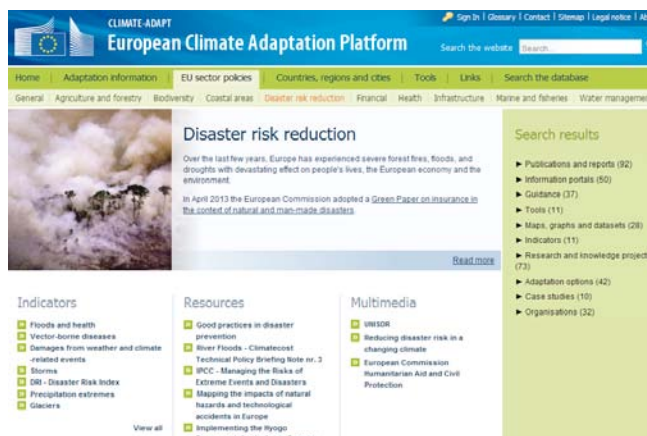 CLIMATE-ADAPT
European Climate Adaptation Platform
Sign In | Glossary | Contact | Sitemap | Legal notice |
Search the website Search...
Home | Adaptation information | EU sector policies | Countries, regions and cities | Tools | Links | Search the database
General Agriculture and forestry Biodiversity Coastal areas Disaster risk reduction Financial Health Infrastructure Marine and fisheries Water
Disaster risk reduction
Over the last few years, Europe has experienced severe forest fires, floods, and
droughts with devastating effect on people's lives, the European economy and the
environment.
In April 2013 the European Commission adopted a Green Paper on insurance in
the context of natural and man-made disasters.
Read more
Search results
► Publications and reports (92)
► Information portals (50)
► Guidance (37)
► Tools (11)
► Maps, graphs and datasets (28)
► Indicators (11)
► Research and knowledge
(73)
► Adaptation options (42)
► Case studies (10)
► Organisations (32)
Indicators
Floods and health
Vector-borne diseases
Damages from weather and climate
-related events
Storms
DRI - Disaster Risk Index
Precipitation extremes
Glaciers
View all
Resources
Good practices in disaster
prevention
River Floods - Climatecost
Technical Policy Briefing Note nr. 3
IPCC - Managing the Risks of
Extreme Events and Disasters
Mapping the impacts of natural
hazards and technological
accidents in Europe
Implementing the Hyogo
Multimedia
UNISDR
Reducing disaster risk in a
changing climate
European Commission
Humanitarian Aid and Civil
Protection